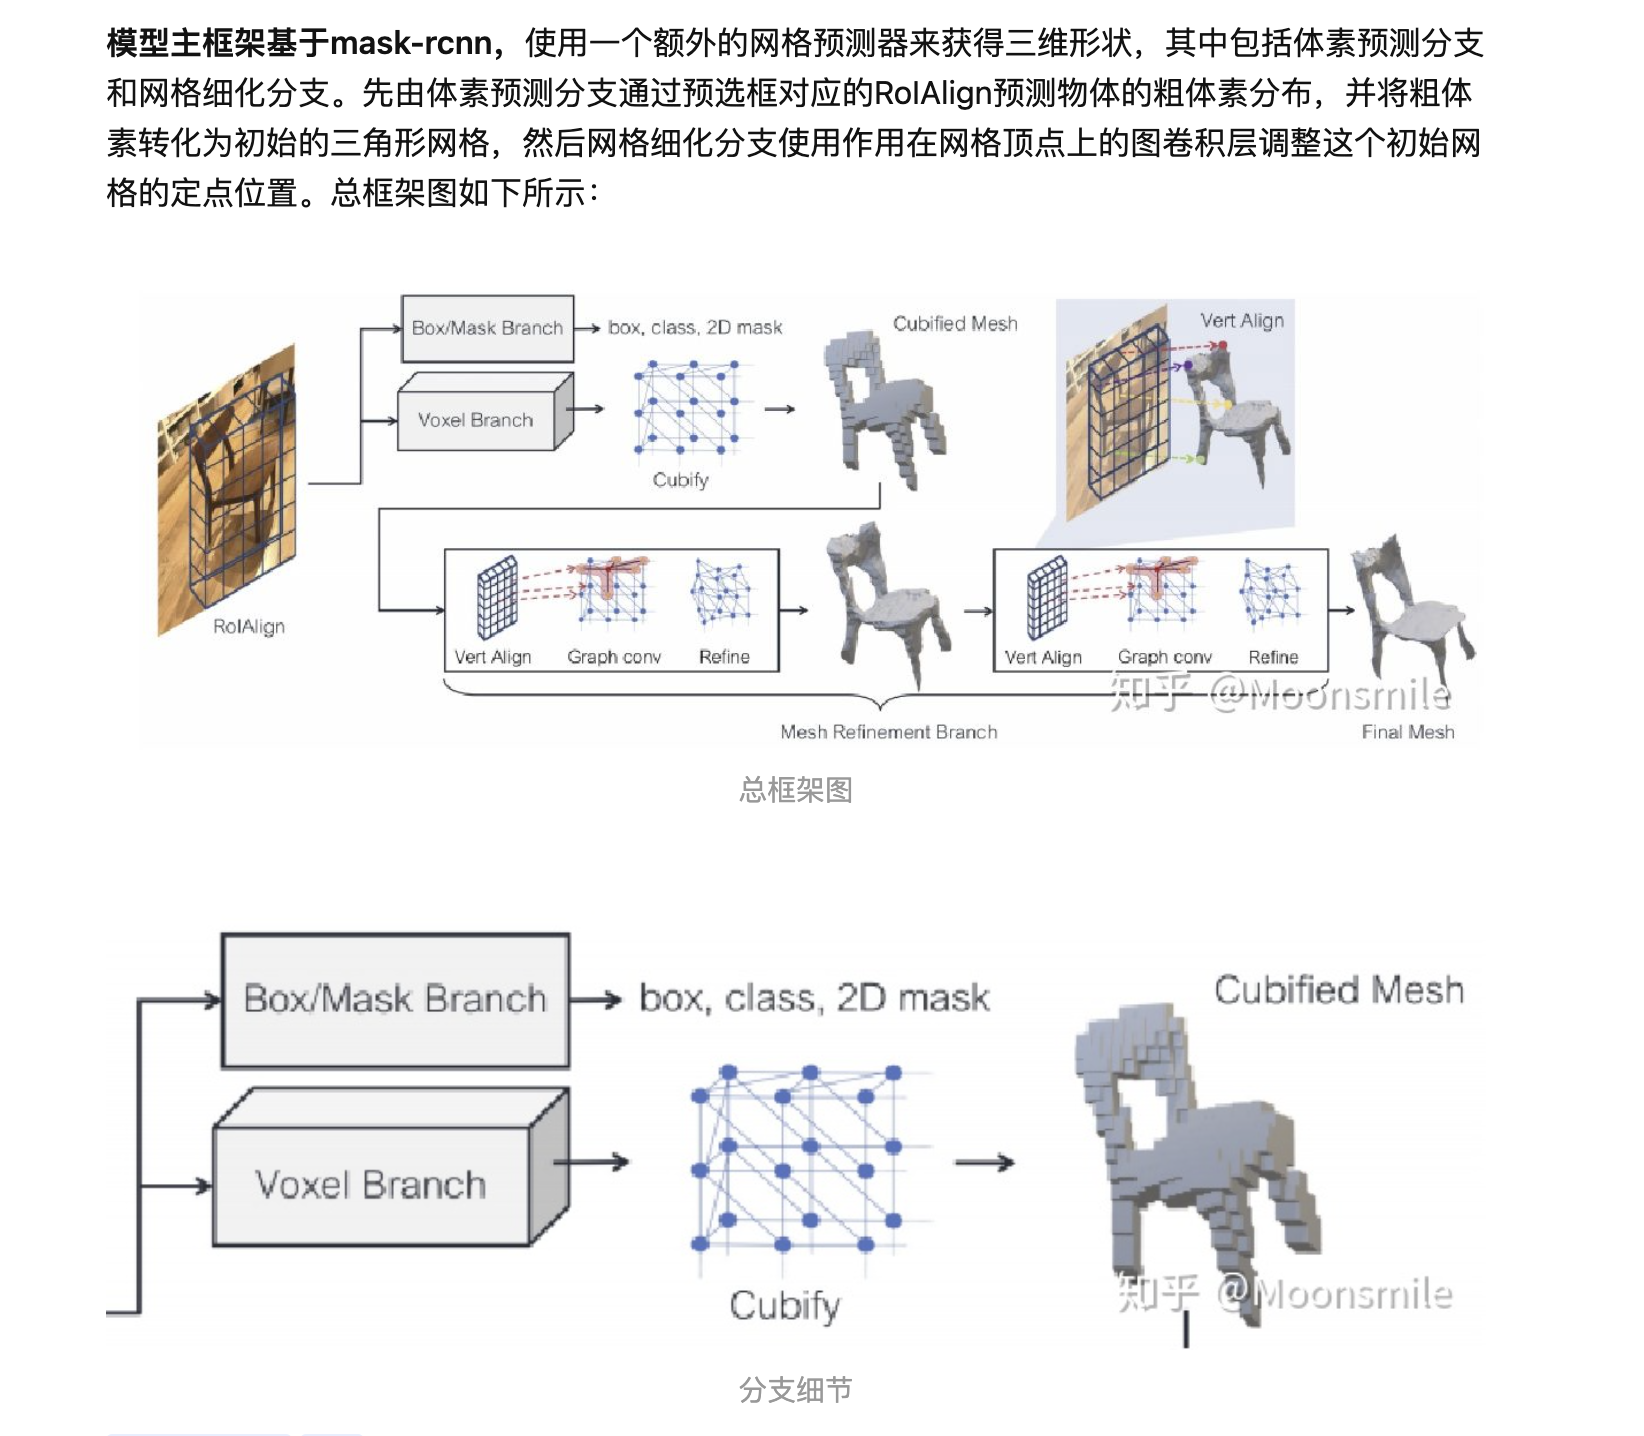 模型主框架基于mask-rcnn，使用一个额外的网格预测器来获得三维形状，其中包括体素预测分支
和网格细化分支。先由体素预测分支通过预选框对应的RoIAlign预测物体的粗体素分布，并将粗体
素转化为初始的三角形网格，然后网格细化分支使用作用在网格顶点上的图卷积层调整这个初始网
格的定点位置。总框架图如下所示：
Box/Mask Branch
box, class, 2D mask
Cubified Mesh
Vert Align
Voxel Branch
Cubify
RoIAlign
Vert Align
Graph conv
Refine
Vert Align
Graph conv
Refine
知乎 @Moonsmile
Mesh Refinement Branch
Final Mesh
总框架图
Box/Mask Branch
box, class, 2D mask
Cubified Mesh
Voxel Branch
Cubify
知乎 @Moonsmile
分支细节